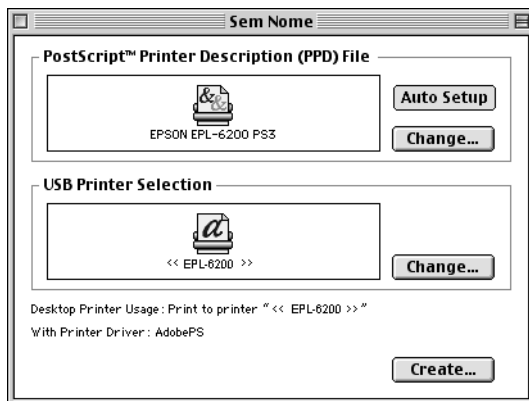 Sem Nome
PostScript™ Printer Description (PPD) File
EPSON EPL-6200 PS3
Auto Setup
Change...
USB Printer Selection
<< EPL-6200 >>
Change...
Desktop Printer Usage : Print to printer "<< EPL-6200 >>"
With Printer Driver : AdobePS
Create...